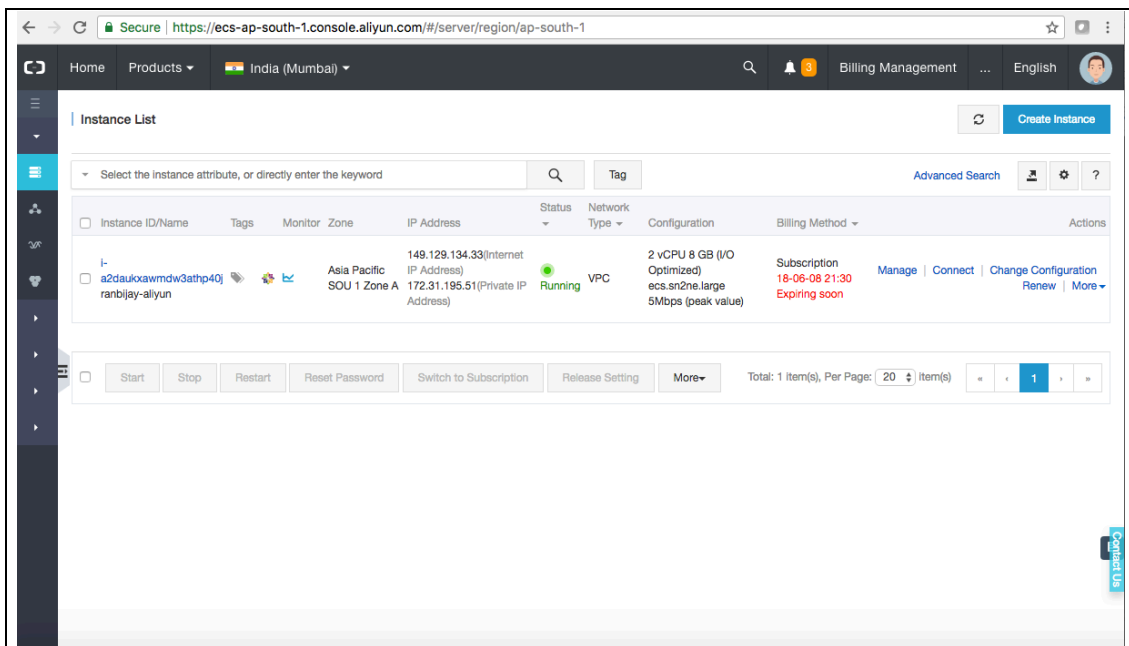 Secure | https://ecs-ap-south-1.console.aliyun.com/#/server/region/ap-south-1
Home Products India (Mumbai) 3 Billing Management ... English
Instance List Create Instance
Select the instance attribute, or directly enter the keyword Tag Advanced Search ?
Instance ID/Name Tags Monitor Zone IP Address Status Network Type Configuration Billing Method Actions
i-
a2daukxxawmdw3athp40j
ranbijay-aliyun
Asia Pacific
SOU 1 Zone A
149.129.134.33(Internet
IP Address)
172.31.195.51(Private IP
Address)
Running
VPC
2 vCPU 8 GB (I/O
Optimized)
ecs.sn2ne.large
5Mbps (peak value)
Subscription
18-06-08 21:30
Expiring soon
Manage | Connect | Change Configuration
Renew | More
Start Stop Restart Reset Password Switch to Subscription Release Setting More Total: 1 item(s), Per Page: 20 item(s) « ‹ 1 › »
Contact Us